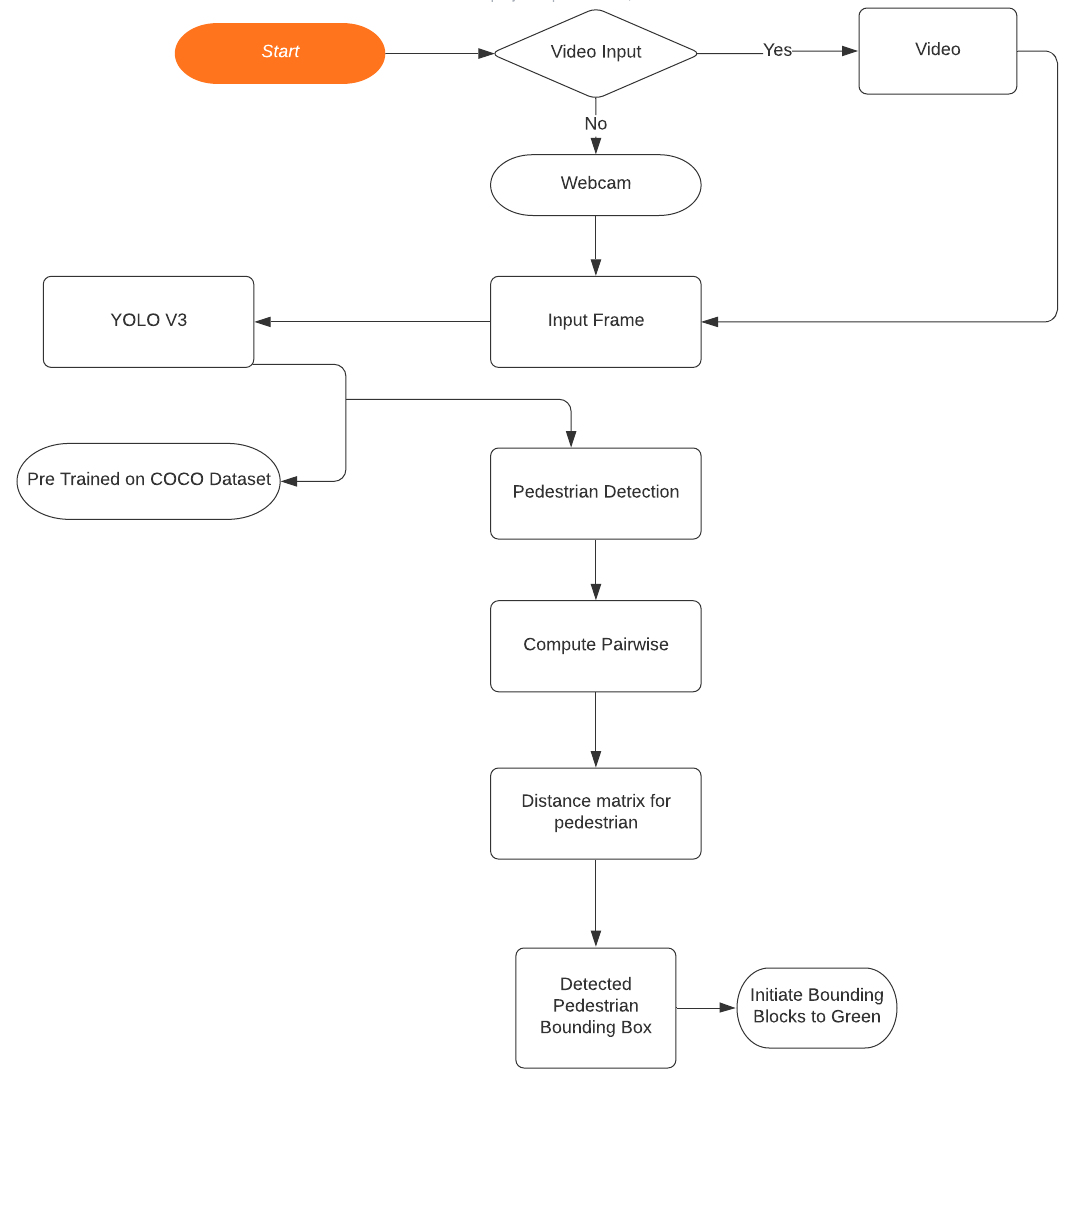 Start
Video Input
Yes
Video
No
Webcam
YOLO V3
Input Frame
Pre Trained on COCO Dataset
Pedestrian Detection
Compute Pairwise
Distance matrix for
pedestrian
Detected
Pedestrian
Bounding Box
Initiate Bounding
Blocks to Green